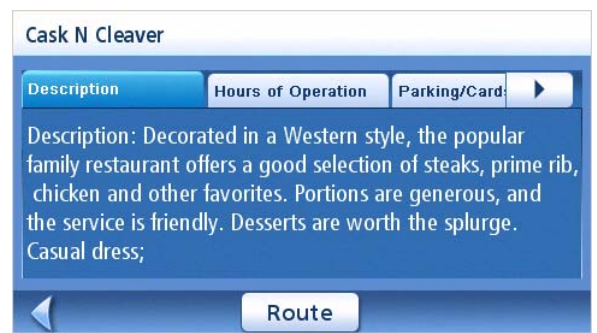 Cask N Cleaver
Description Hours of Operation Parking/Card
Description: Decorated in a Western style, the popular
family restaurant offers a good selection of steaks, prime rib,
chicken and other favorites. Portions are generous, and
the service is friendly. Desserts are worth the splurge.
Casual dress;
Route